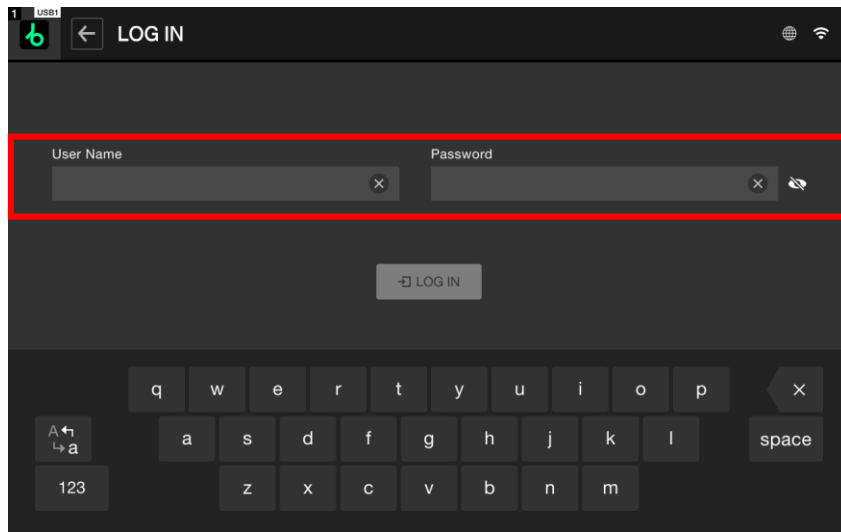 1 USB1
LOG IN
User Name Password
LOG IN
q w e r t y u i o p
A a
a s d f g h j k l space
123 z x c v b n m